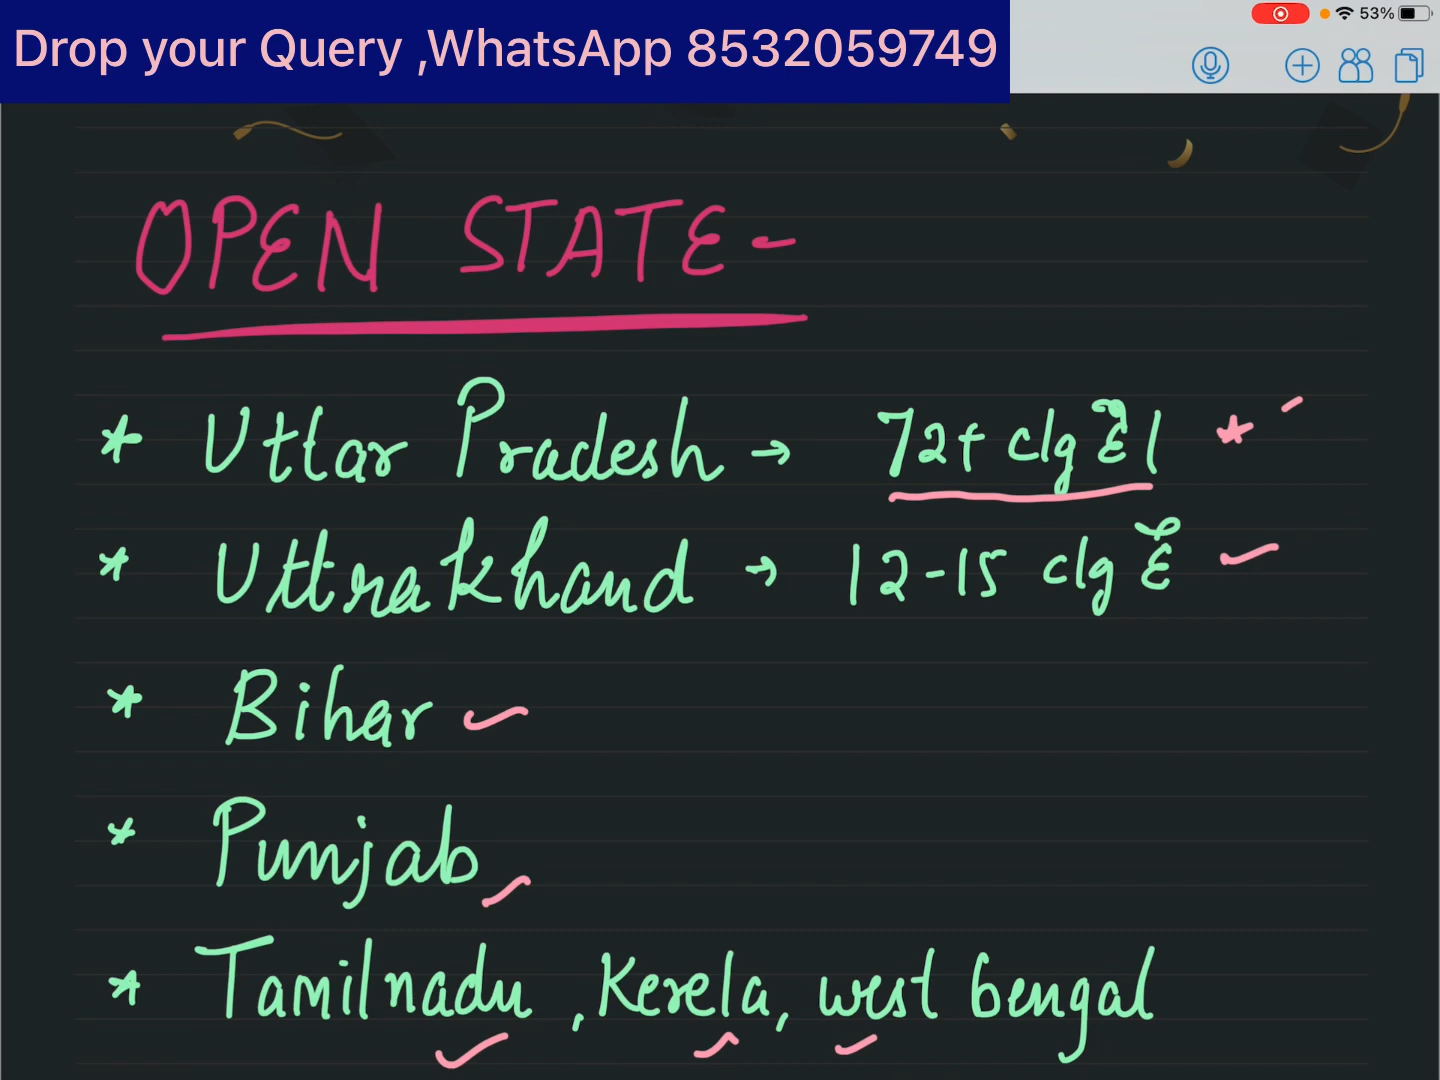 Drop your Query ,WhatsApp 8532059749
53%
OPEN STATE-
* Uttar Pradesh → 72+ clg हैं|
* Uttrakhand → 12-15 clg हैं
* Bihar
* Punjab
* Tamilnadu, Kerela, west bengal